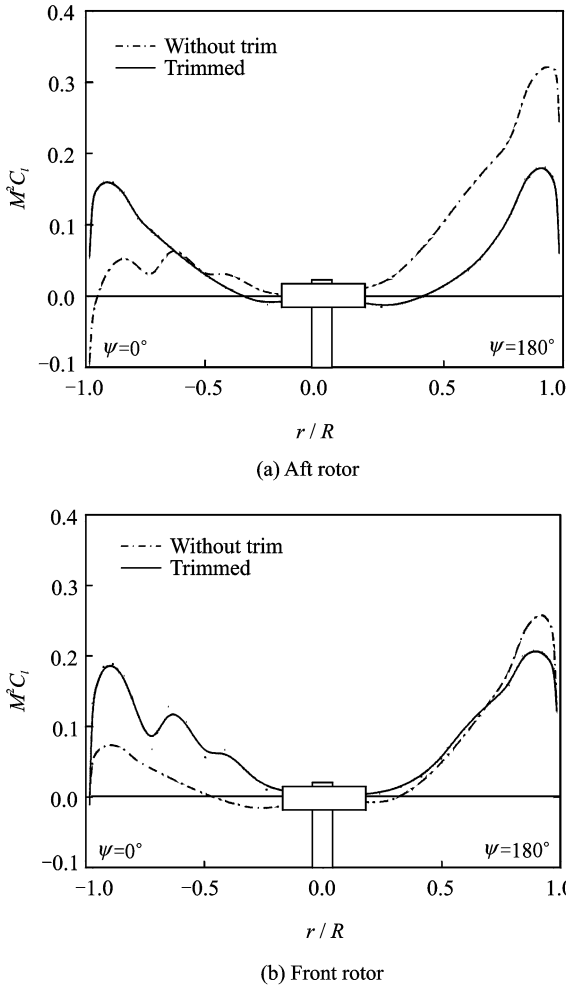 0.4
Without trim
Trimmed
0.3
0.2
M²Cₗ
0.1
0.0
−0.1
ψ=0°
ψ=180°
−1.0 −0.5 0.0 0.5 1.0
r / R
(a) Aft rotor
0.4
Without trim
Trimmed
0.3
0.2
M²Cₗ
0.1
0.0
−0.1
ψ=0°
ψ=180°
−1.0 −0.5 0.0 0.5 1.0
r / R
(b) Front rotor